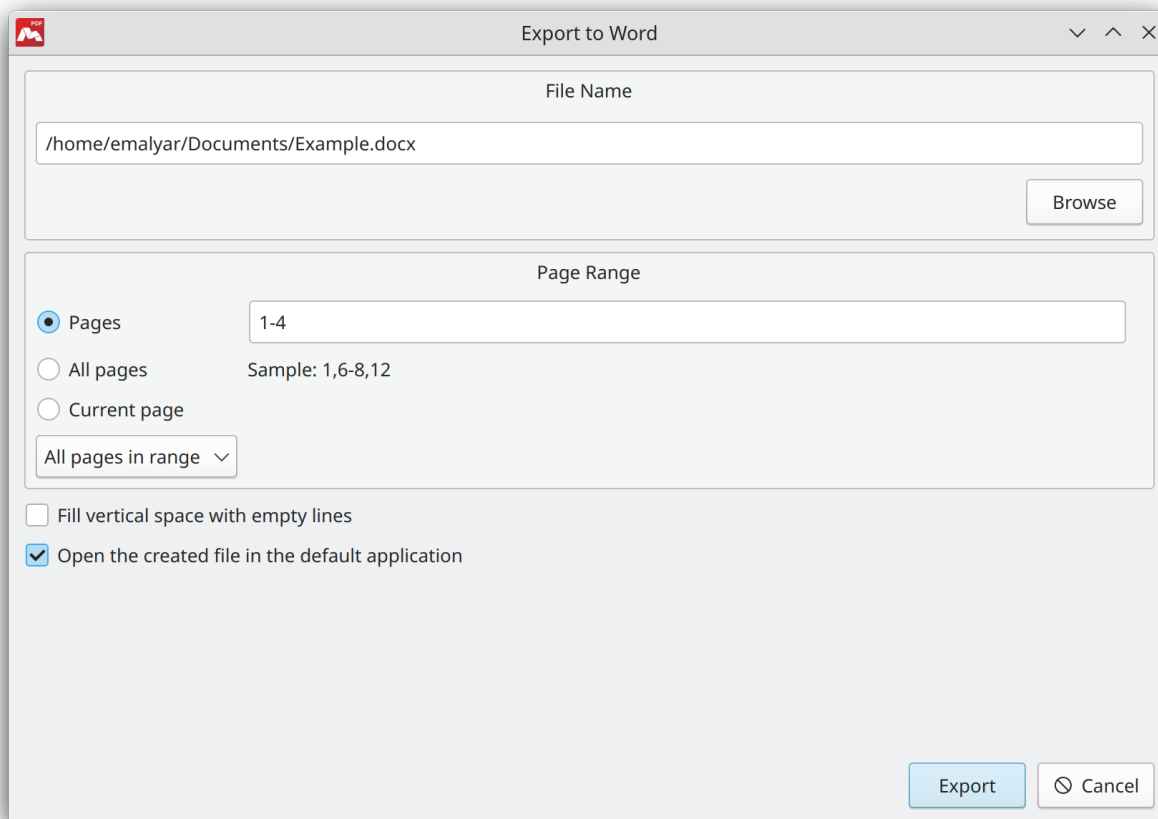 PDF
Export to Word
File Name
/home/emalyar/Documents/Example.docx
Browse
Page Range
Pages
1-4
All pages
Sample: 1,6-8,12
Current page
All pages in range
Fill vertical space with empty lines
Open the created file in the default application
Export
Cancel